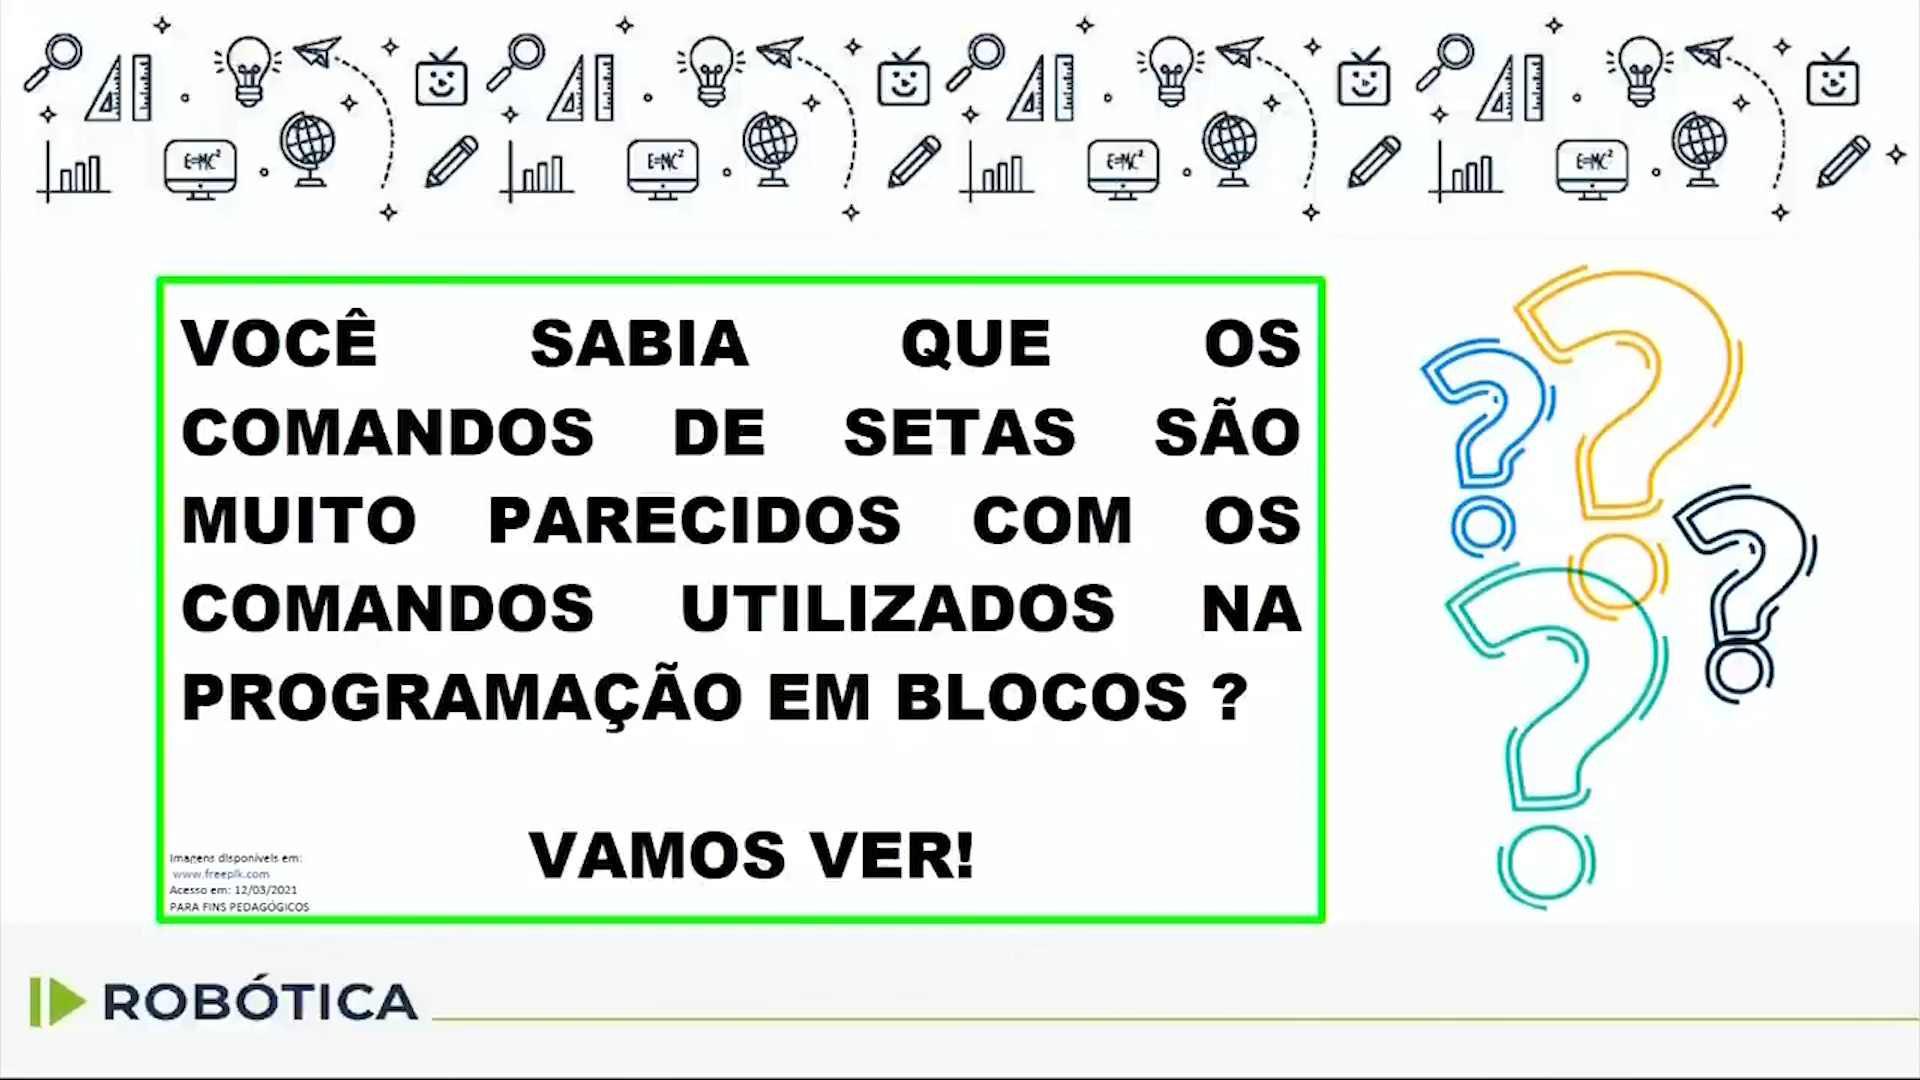 E=MC²
E=MC²
E=MC²
E=MC²
VOCÊ SABIA QUE OS
COMANDOS DE SETAS SÃO
MUITO PARECIDOS COM OS
COMANDOS UTILIZADOS NA
PROGRAMAÇÃO EM BLOCOS ?
VAMOS VER!
Imagens disponíveis em:
www.freepik.com
Acesso em: 12/03/2021
PARA FINS PEDAGÓGICOS
ROBÓTICA